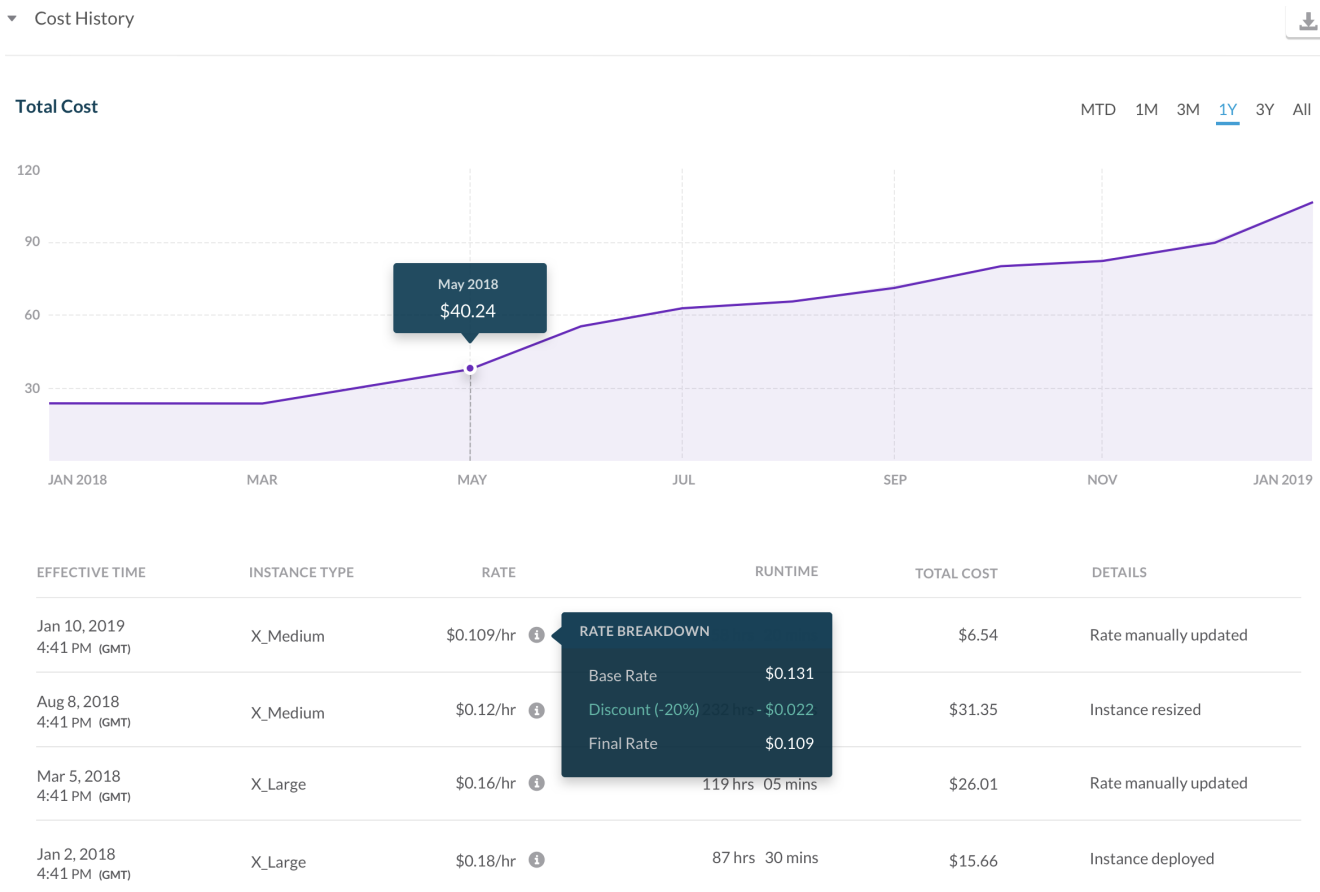 Cost History
Total Cost
MTD 1M 3M 1Y 3Y All
120
90
60
30
May 2018
$40.24
JAN 2018 MAR MAY JUL SEP NOV JAN 2019
EFFECTIVE TIME INSTANCE TYPE RATE RUNTIME TOTAL COST DETAILS
Jan 10, 2019
4:41 PM (GMT)
X_Medium $0.109/hr $6.54 Rate manually updated
RATE BREAKDOWN
Base Rate $0.131
Discount (-20%) - $0.022
Final Rate $0.109
Aug 8, 2018
4:41 PM (GMT)
X_Medium $0.12/hr 232 hrs $31.35 Instance resized
Mar 5, 2018
4:41 PM (GMT)
X_Large $0.16/hr 119 hrs 05 mins $26.01 Rate manually updated
Jan 2, 2018
4:41 PM (GMT)
X_Large $0.18/hr 87 hrs 30 mins $15.66 Instance deployed